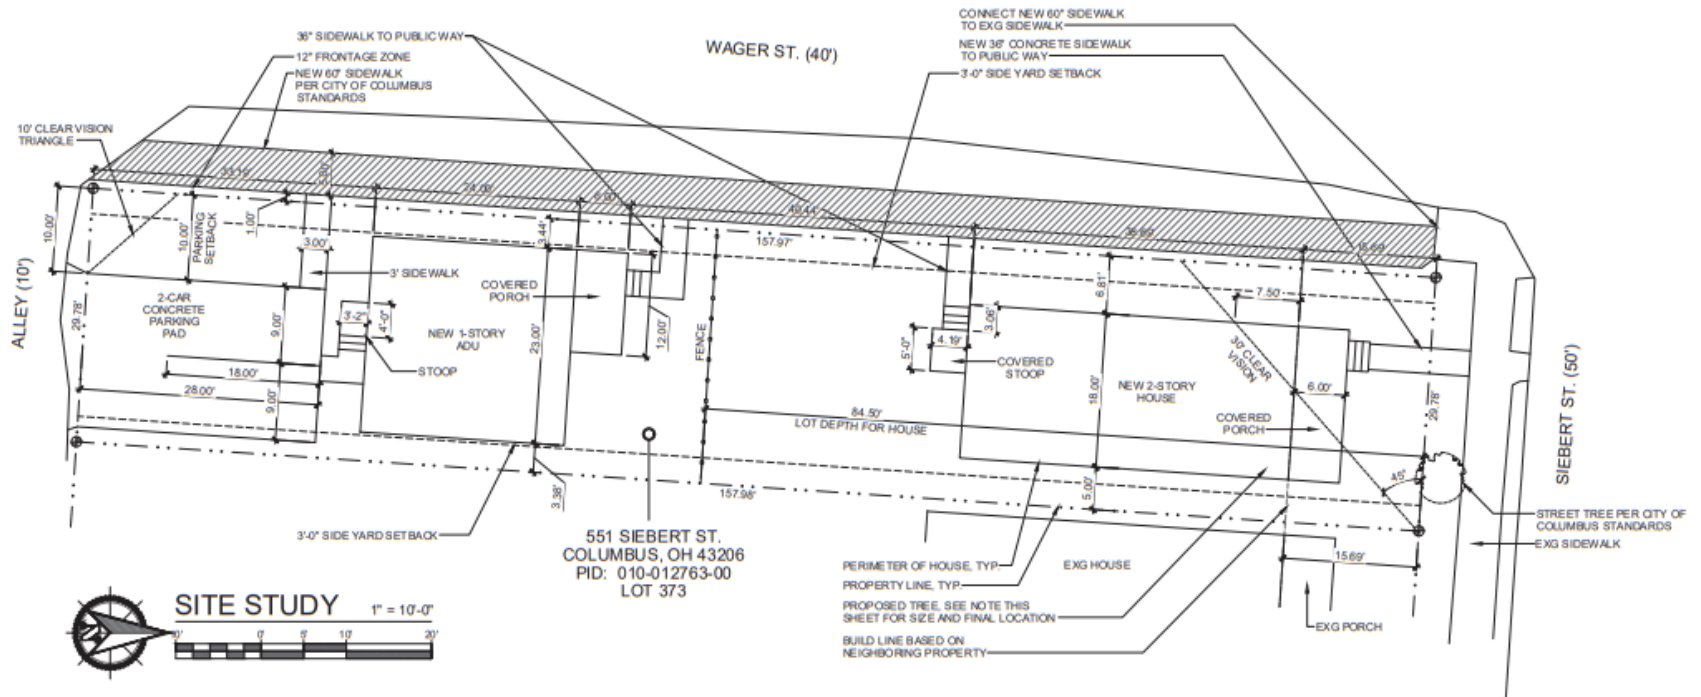 CONNECT NEW 60" SIDEWALK
TO EXG SIDEWALK
NEW 36" CONCRETE SIDEWALK
TO PUBLIC WAY
3'-0" SIDE YARD SETBACK
WAGER ST. (40')
36" SIDEWALK TO PUBLIC WAY
12" FRONTAGE ZONE
NEW 60" SIDEWALK
PER CITY OF COLUMBUS
STANDARDS
10' CLEAR VISION
TRIANGLE
33.16'
5.00'
24.00'
6.00'
49.44'
38.69'
15.69'
157.97'
10.00'
10.00'
PARKING
SETBACK
1.00'
3.00'
3.44'
6.81'
7.50'
3' SIDEWALK
COVERED
PORCH
ALLEY (10')
2-CAR
CONCRETE
PARKING
PAD
29.78'
9.00'
3'-2"
4'-0"
NEW 1-STORY
ADU
23.00'
12.00'
FENCE
5'-0"
4.19'
3.06'
COVERED
STOOP
30' CLEAR
VISION
STOOP
18.00'
28.00'
9.00'
18.00'
NEW 2-STORY
HOUSE
6.00'
29.78'
SIEBERT ST. (50')
84.50'
LOT DEPTH FOR HOUSE
COVERED
PORCH
45°
3.38'
157.98'
5.00'
3'-0" SIDE YARD SETBACK
551 SIEBERT ST.
COLUMBUS, OH 43206
PID: 010-012763-00
LOT 373
STREET TREE PER CITY OF
COLUMBUS STANDARDS
EXG SIDEWALK
PERIMETER OF HOUSE, TYP.
EXG HOUSE
15.69'
PROPERTY LINE, TYP.
PROPOSED TREE, SEE NOTE THIS
SHEET FOR SIZE AND FINAL LOCATION
EXG PORCH
BUILD LINE BASED ON
NEIGHBORING PROPERTY
N
SITE STUDY
1" = 10'-0"
0' 0' 5' 10' 20'